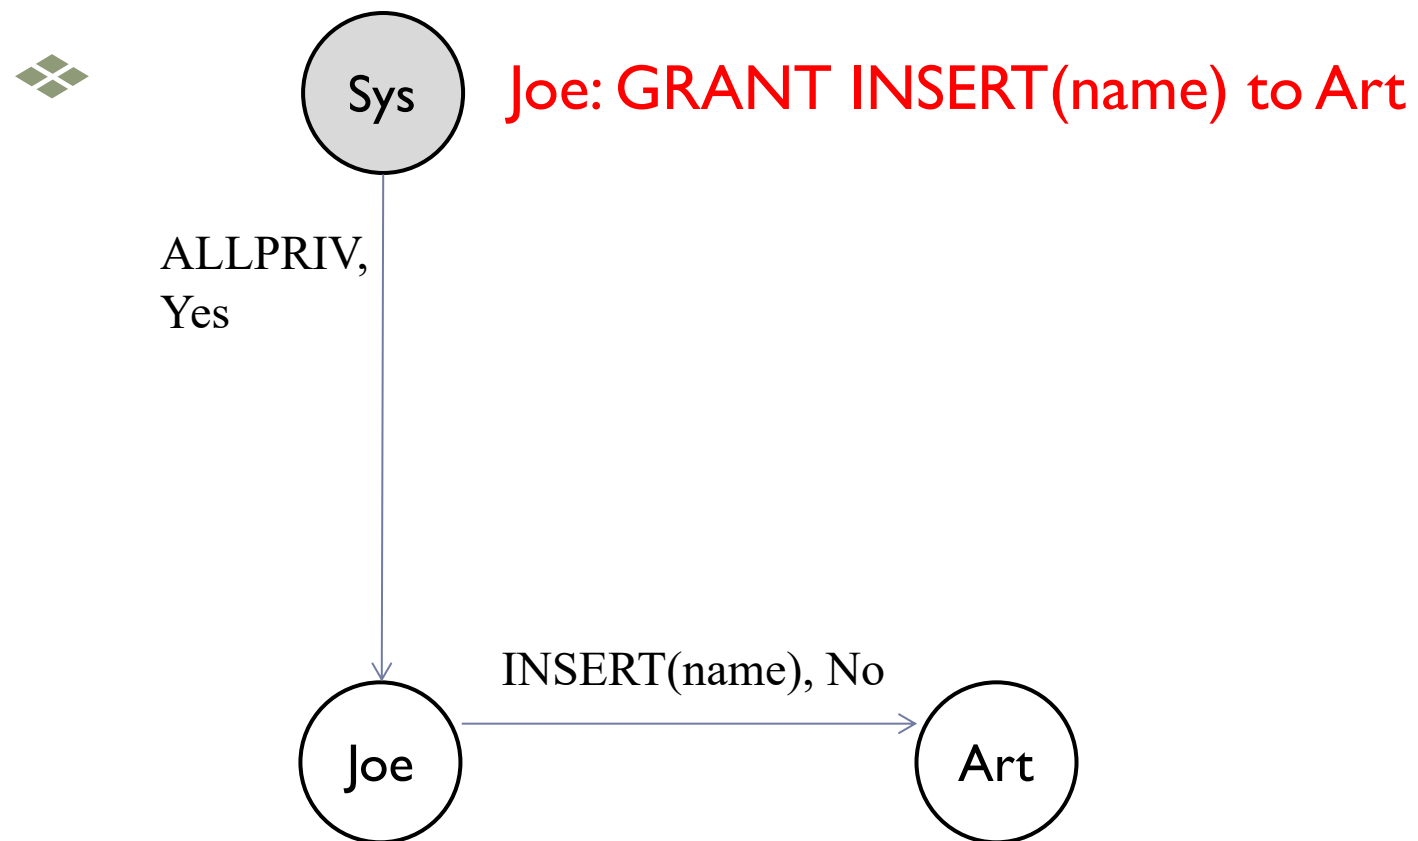 Sys
Joe: GRANT INSERT(name) to Art
ALLPRIV,
Yes
INSERT(name), No
Joe
Art